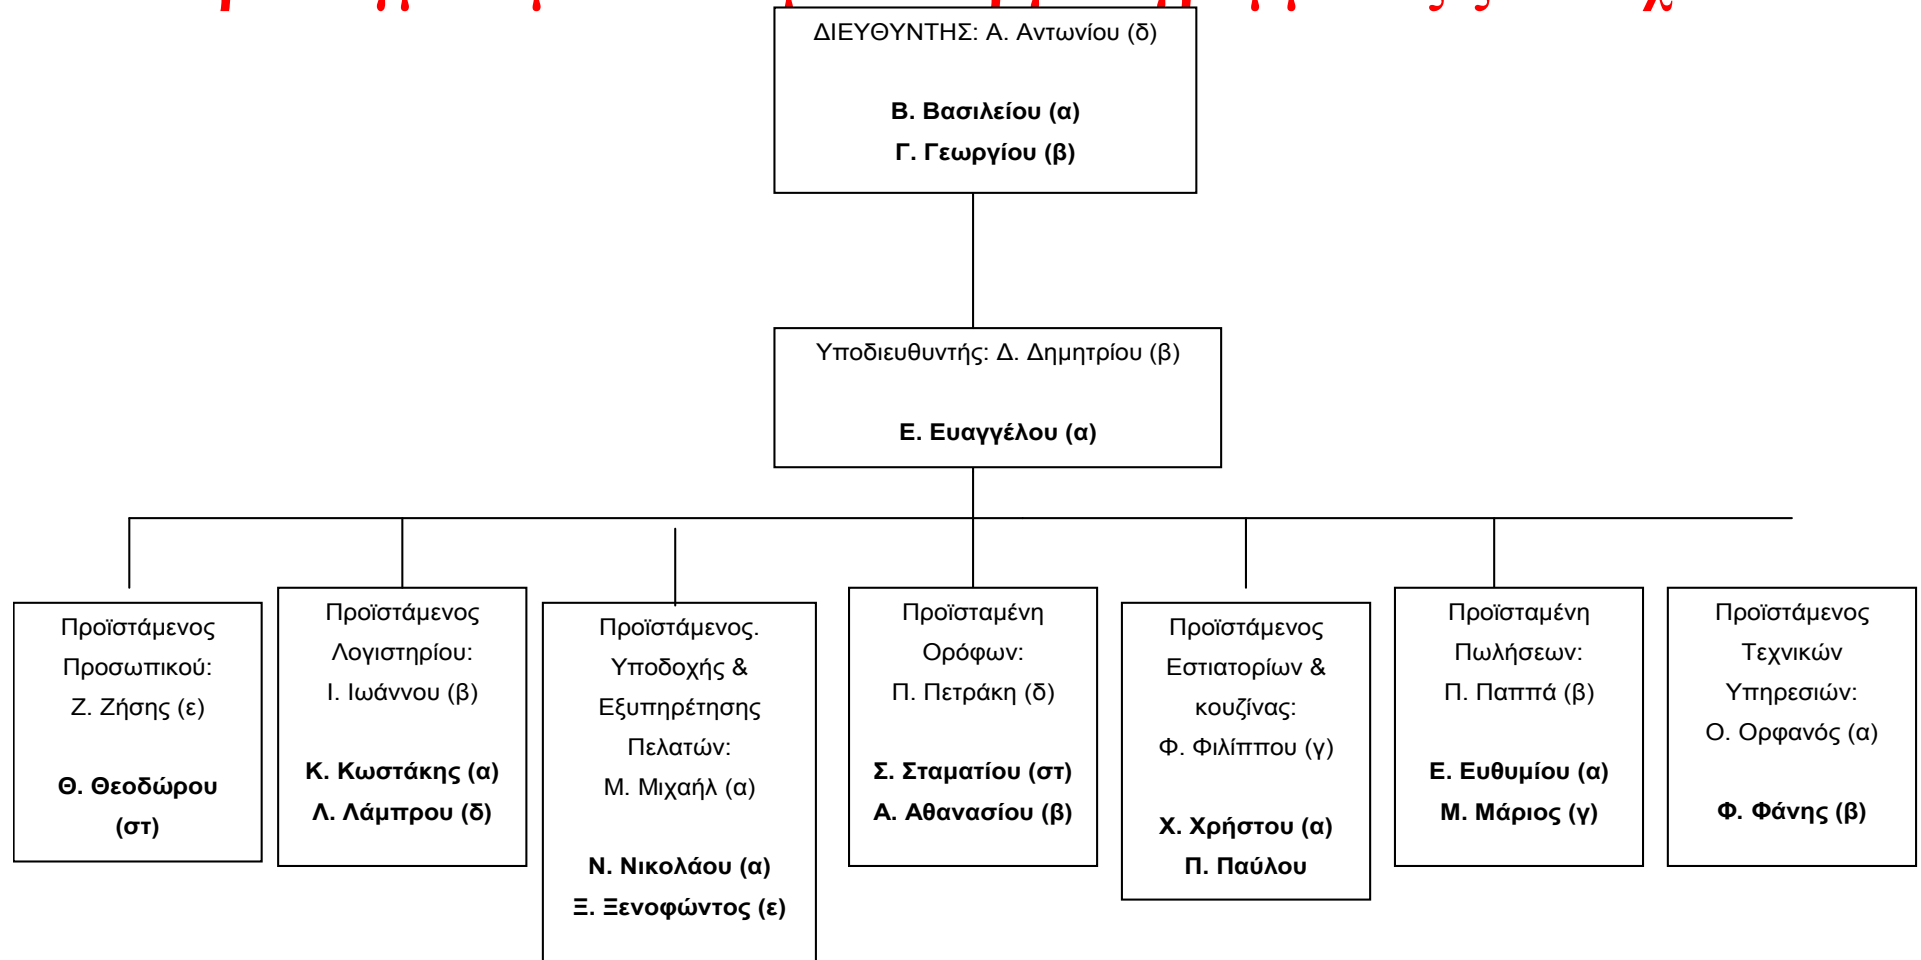 ΔΙΕΥΘΥΝΤΗΣ: Α. Αντωνίου (δ)
Β. Βασιλείου (α)
Γ. Γεωργίου (β)
Υποδιευθυντής: Δ. Δημητρίου (β)
Ε. Ευαγγέλου (α)
Προϊστάμενος
Προσωπικού:
Ζ. Ζήσης (ε)
Θ. Θεοδώρου
(στ)
Προϊστάμενος
Λογιστηρίου:
Ι. Ιωάννου (β)
Κ. Κωστάκης (α)
Λ. Λάμπρου (δ)
Προϊστάμενος.
Υποδοχής &
Εξυπηρέτησης
Πελατών:
Μ. Μιχαήλ (α)
Ν. Νικολάου (α)
Ξ. Ξενοφώντος (ε)
Προϊσταμένη
Ορόφων:
Π. Πετράκη (δ)
Σ. Σταματίου (στ)
Α. Αθανασίου (β)
Προϊστάμενος
Εστιατορίων &
κουζίνας:
Φ. Φιλίππου (γ)
Χ. Χρήστου (α)
Π. Παύλου
Προϊσταμένη
Πωλήσεων:
Π. Παππά (β)
Ε. Ευθυμίου (α)
Μ. Μάριος (γ)
Προϊστάμενος
Τεχνικών
Υπηρεσιών:
Ο. Ορφανός (α)
Φ. Φάνης (β)